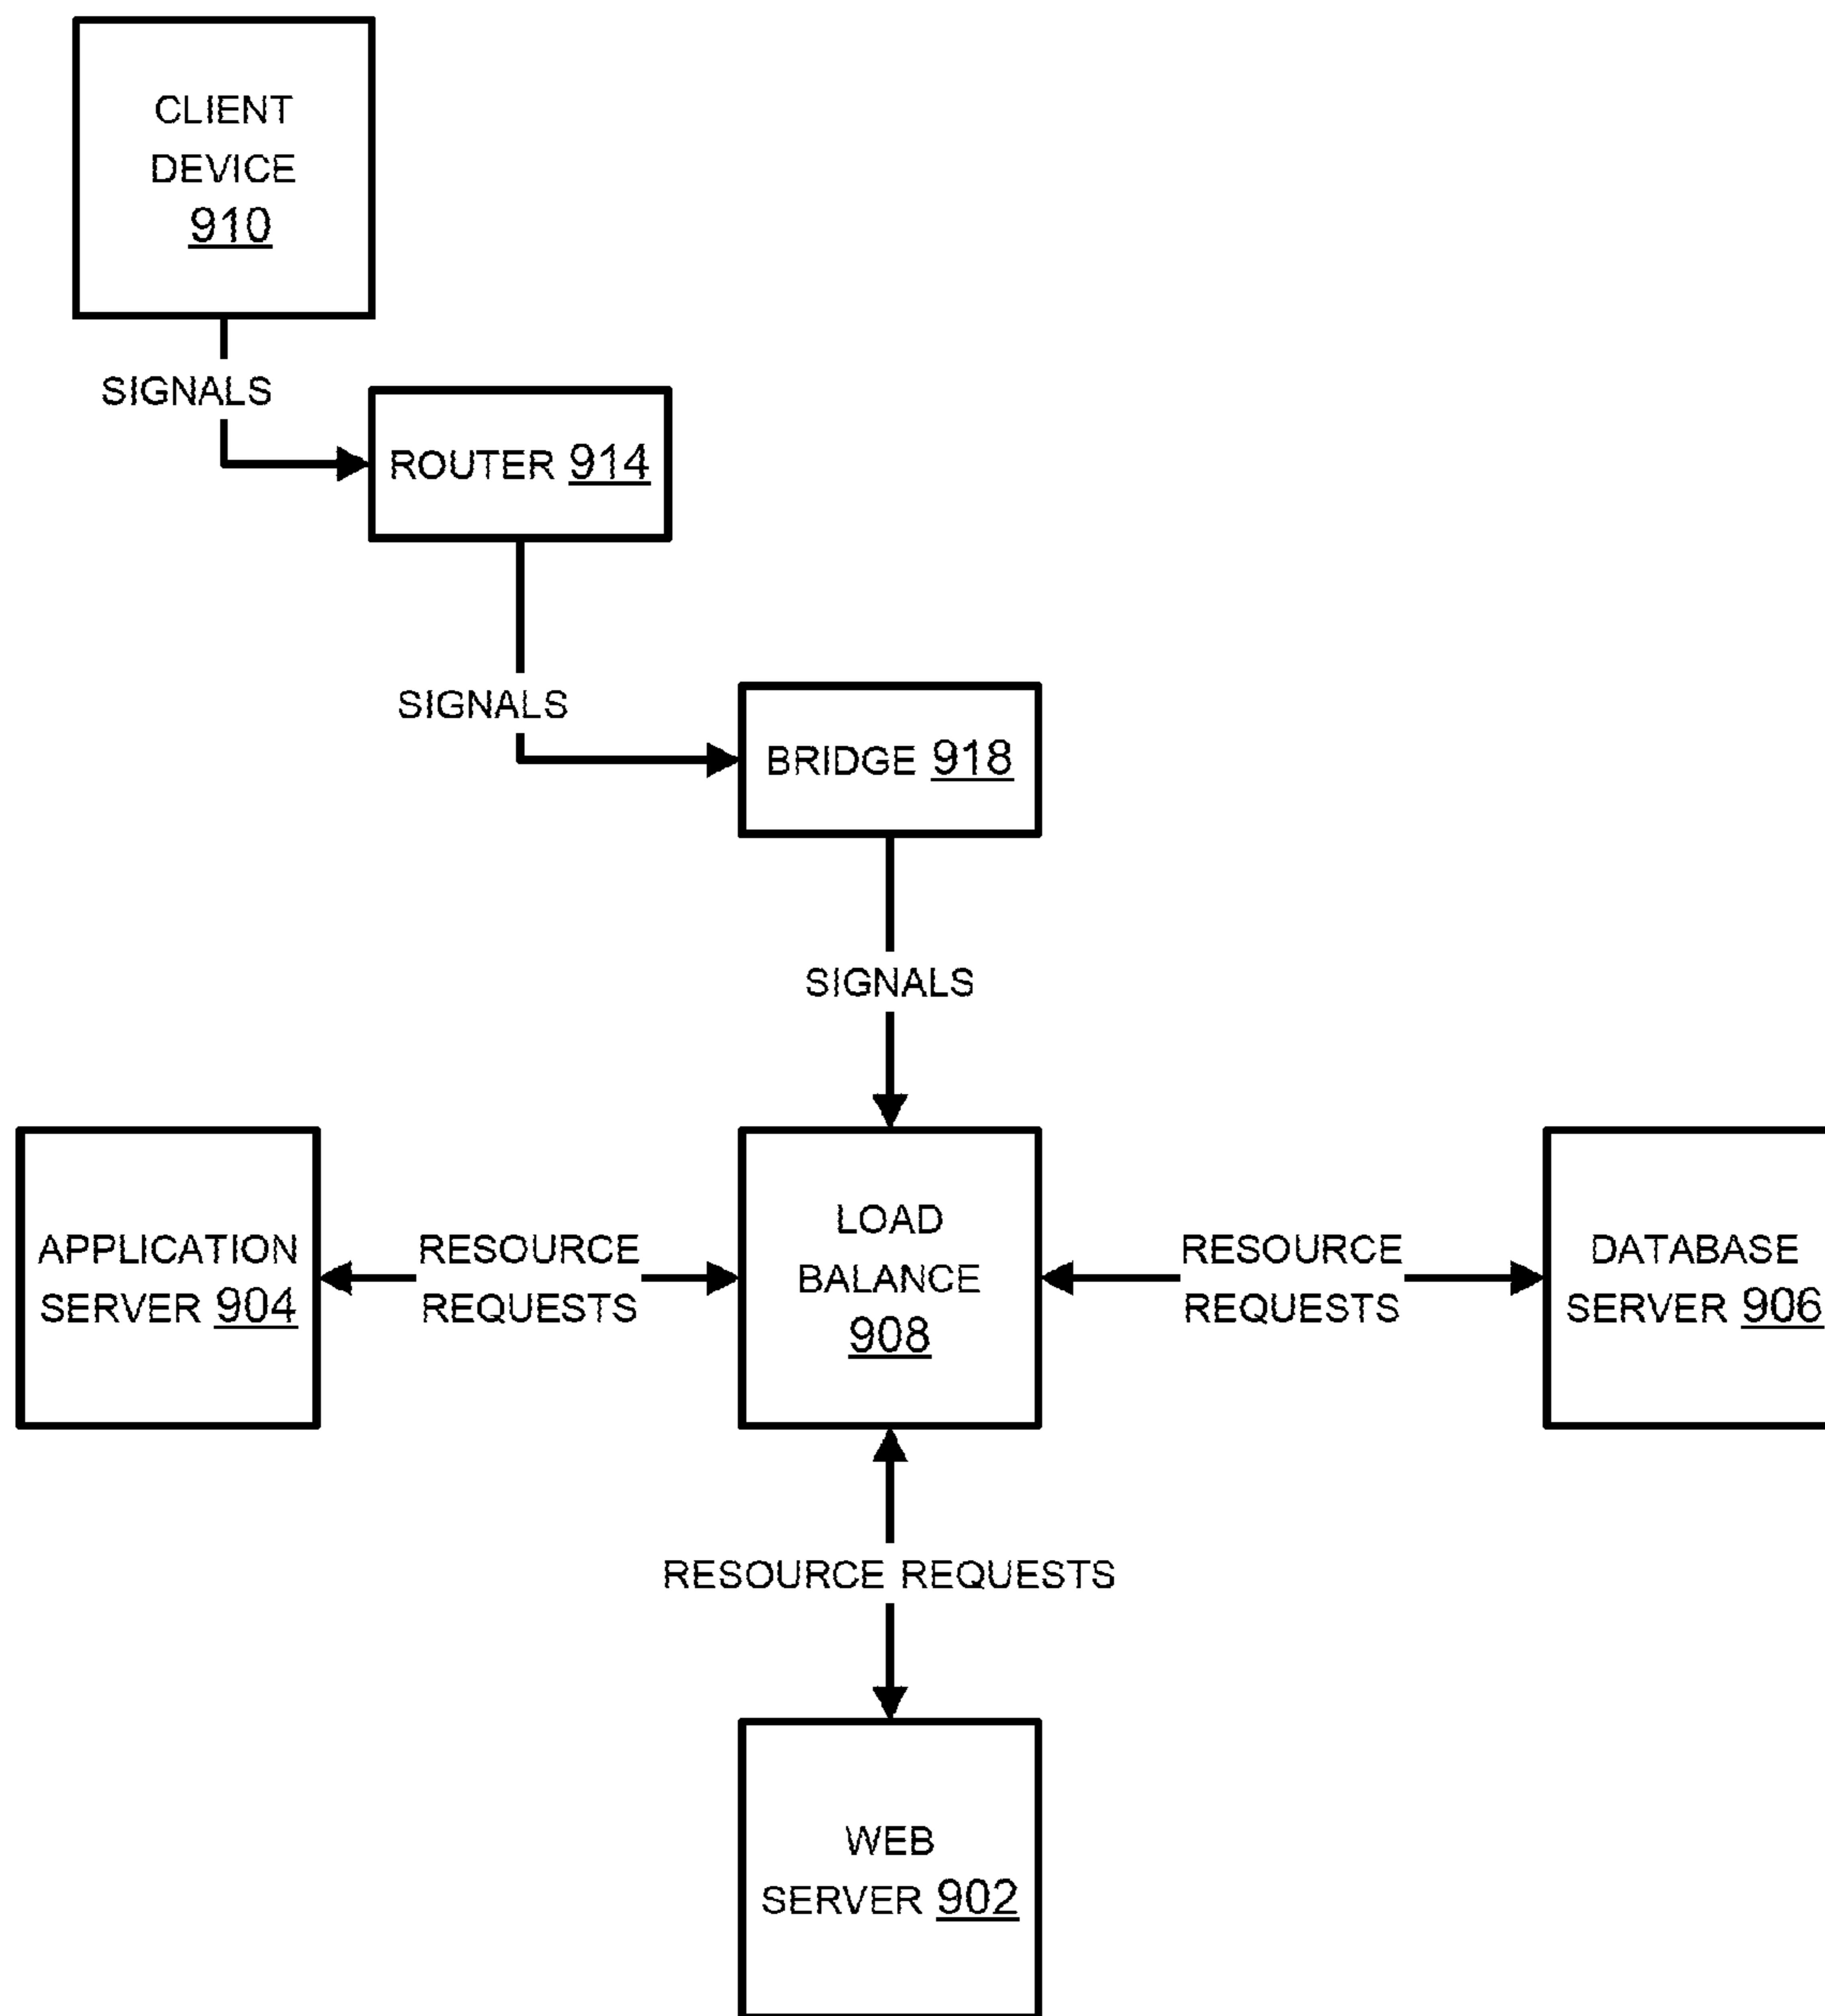 CLIENT
DEVICE
910
SIGNALS
ROUTER 914
SIGNALS
BRIDGE 918
SIGNALS
APPLICATION
SERVER 904
RESOURCE
REQUESTS
LOAD
BALANCE
908
RESOURCE
REQUESTS
DATABASE
SERVER 906
RESOURCE REQUESTS
WEB
SERVER 902